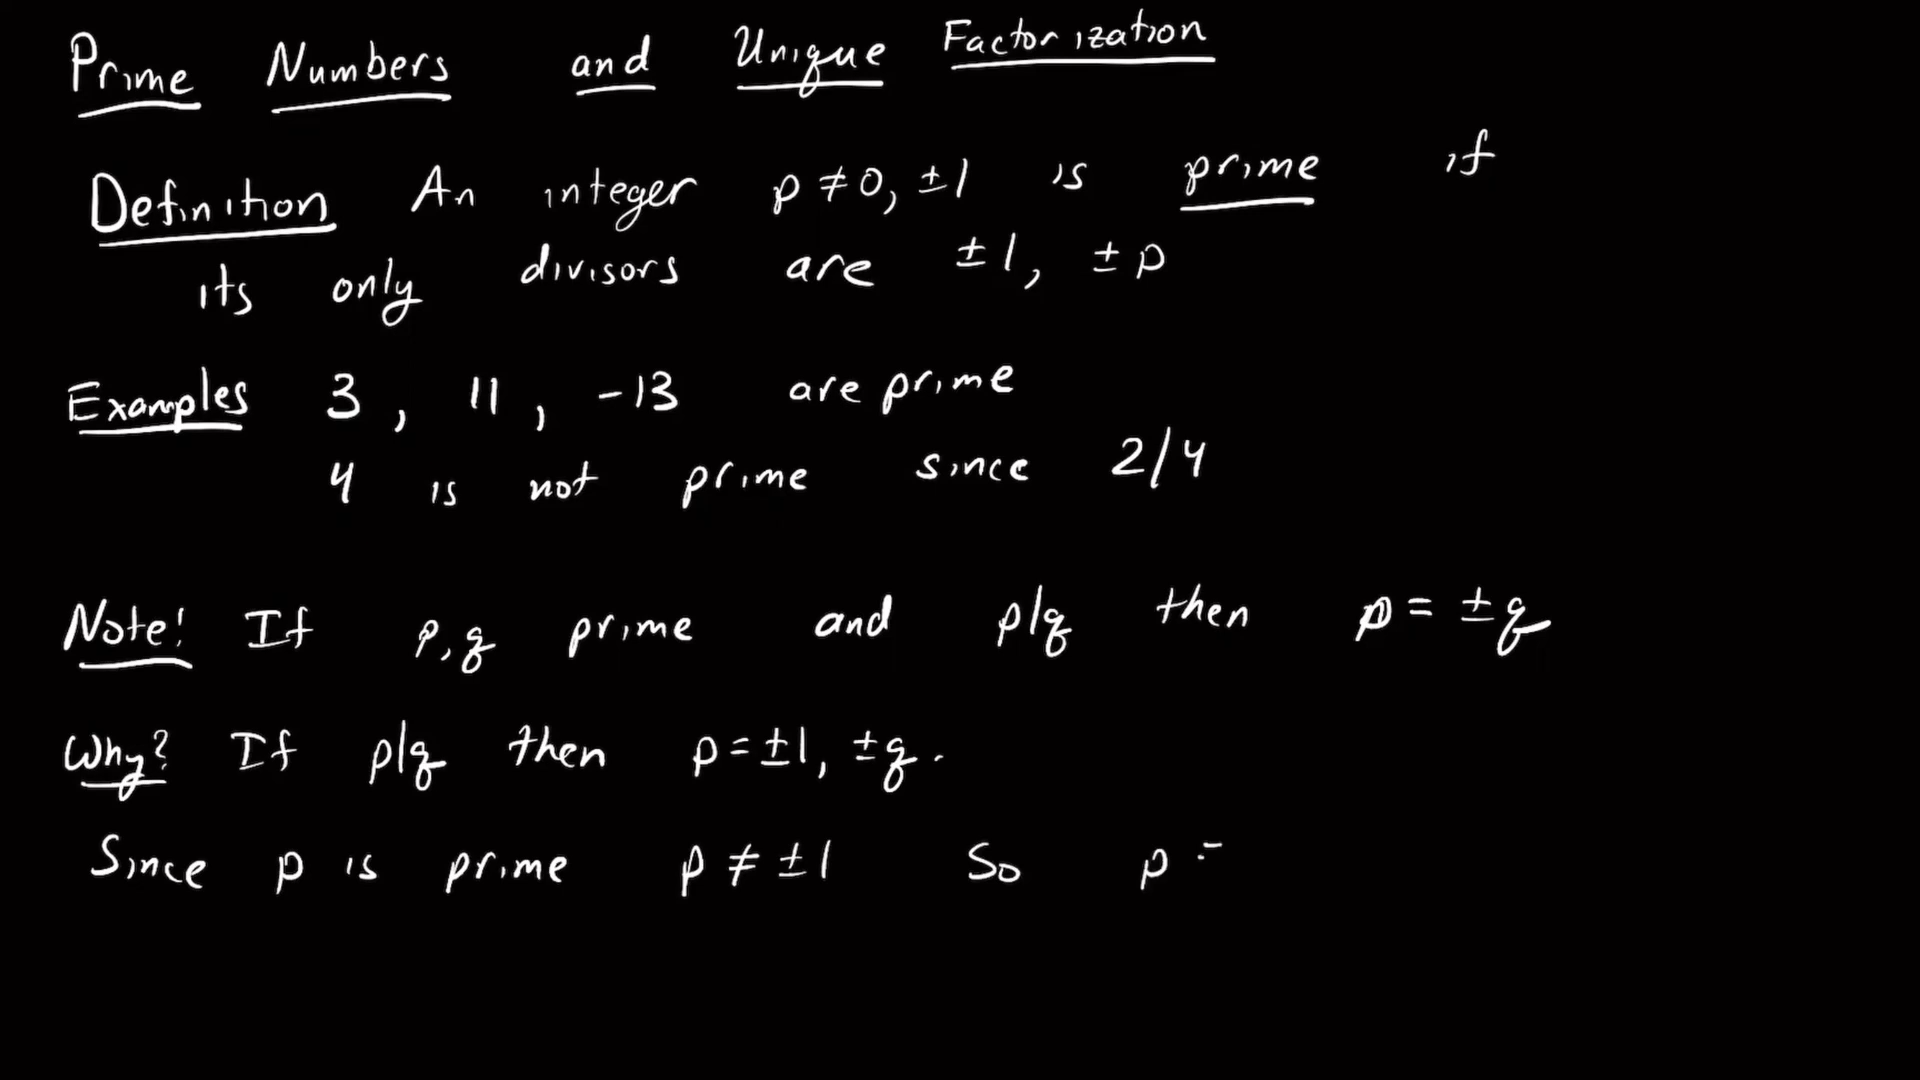 Prime Numbers and Unique Factorization
Definition An integer p ≠ 0, ±1 is prime if
its only divisors are ±1, ±p
Examples 3, 11, -13 are prime
4 is not prime since 2|4
Note! If p,q prime and p|q then p = ±q
Why? If p|q then p = ±1, ±q.
Since p is prime p ≠ ±1 So p =